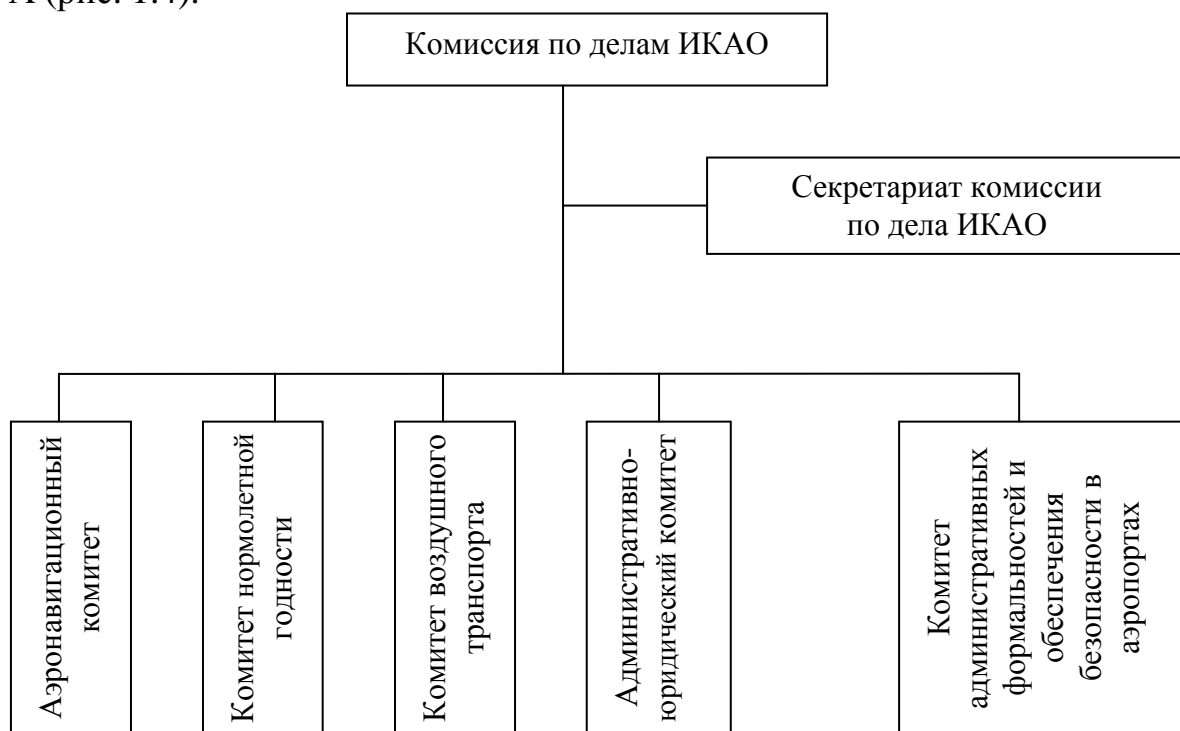 А (рис. 1.4).
Комиссия по делам ИКАО
Секретариат комиссии
по дела ИКАО
Аэронавигационный
комитет
Комитет нормолетной
годности
Комитет воздушного
транспорта
Административно-
юридический комитет
Комитет
административных
формальностей и
обеспечения
безопасности в
аэропортах